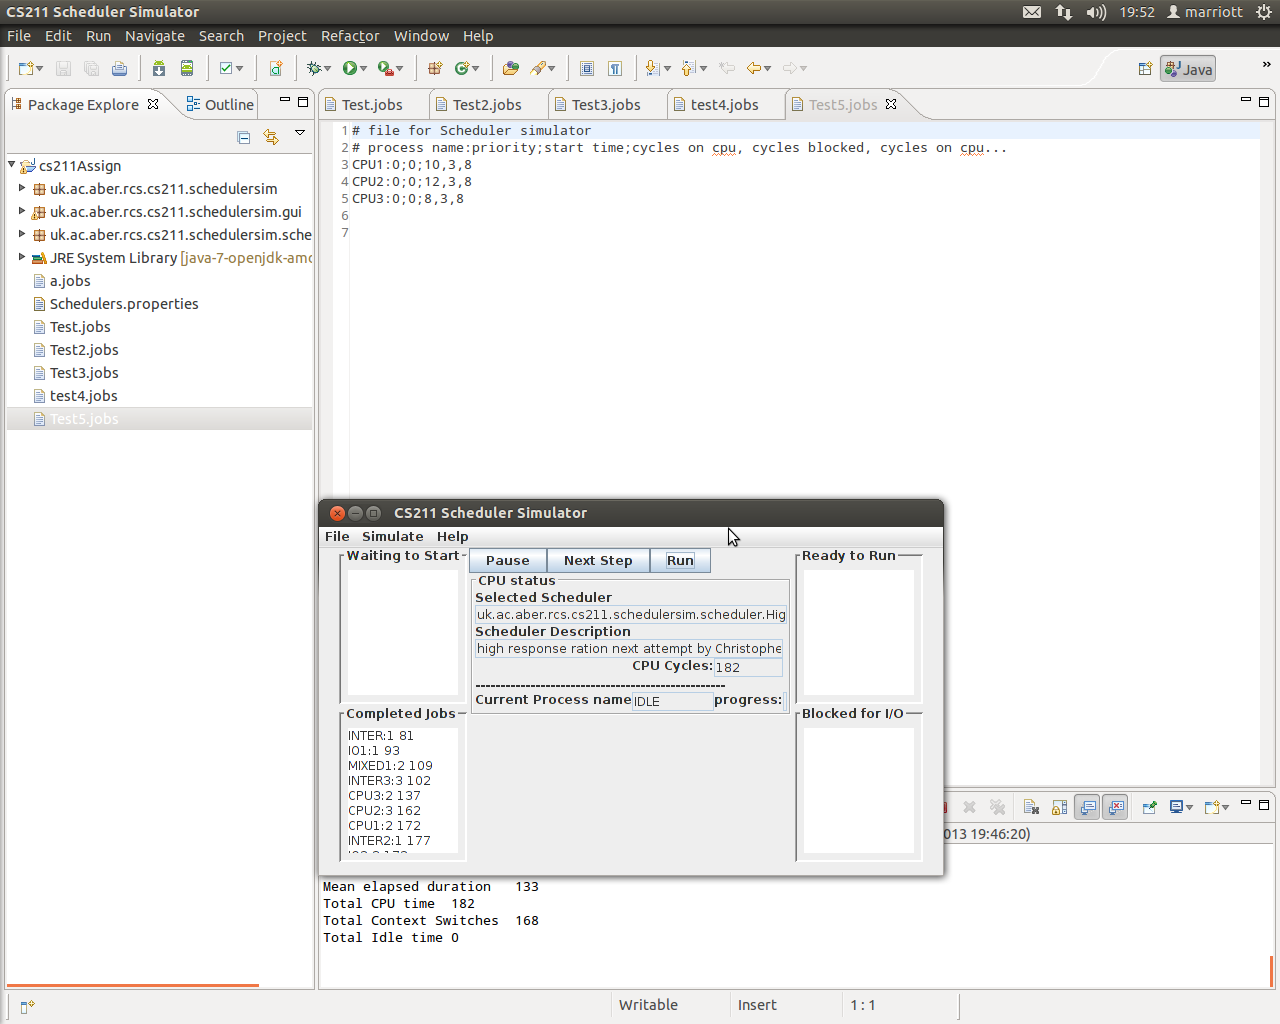 CS211 Scheduler Simulator
19:52
marriott
File Edit Run Navigate Search Project Refactor Window Help
Java
»
Package Explore
Outline
Test.jobs
Test2.jobs
Test3.jobs
test4.jobs
Test5.jobs
cs211Assign
uk.ac.aber.rcs.cs211.schedulersim
uk.ac.aber.rcs.cs211.schedulersim.gui
uk.ac.aber.rcs.cs211.schedulersim.sche
JRE System Library [java-7-openjdk-amd
a.jobs
Schedulers.properties
Test.jobs
Test2.jobs
Test3.jobs
test4.jobs
Test5.jobs
1 # file for Scheduler simulator
2 # process name:priority;start time;cycles on cpu, cycles blocked, cycles on cpu...
3 CPU1:0;0;10,3,8
4 CPU2:0;0;12,3,8
5 CPU3:0;0;8,3,8
6
7
CS211 Scheduler Simulator
File Simulate Help
Waiting to Start
Pause
Next Step
Run
CPU status
Selected Scheduler
uk.ac.aber.rcs.cs211.schedulersim.scheduler.Hig
Scheduler Description
high response ration next attempt by Christophe
CPU Cycles: 182
--------------------------------------------------
Current Process name IDLE progress:
Ready to Run
Completed Jobs
INTER:1 81
IO1:1 93
MIXED1:2 109
INTER3:3 102
CPU3:2 137
CPU2:3 162
CPU1:2 172
INTER2:1 177
Blocked for I/O
013 19:46:20)
Mean elapsed duration 133
Total CPU time 182
Total Context Switches 168
Total Idle time 0
Writable
Insert
1 : 1